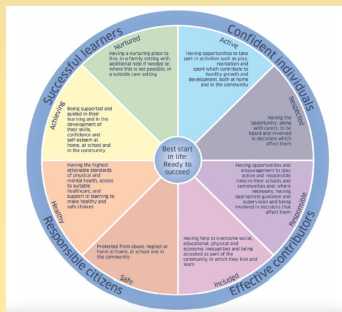 Successful learners
Confident Individuals
Nurtured
Having a nurturing place to
live, in a family setting with
additional help if needed or
where this is not possible, in
a suitable care setting
Active
Having opportunities to take
part in activities such as play,
recreation and
sport which contribute to
healthy growth and
development, both at home
and in the community
Achieving
Being supported and
guided in their
learning and in the
development of
their skills,
confidence and
self-esteem at
home, at school and in
the community
Respected
Having the
opportunity, along
with carers, to be
heard and involved
in decisions which
affect them
Best start
in life:
Ready to
succeed
Healthy
Having the highest
attainable standards
of physical and
mental health, access
to suitable
healthcare, and
support in learning to
make healthy and
safe choices
Responsible
Having opportunities and
encouragement to play
active and responsible
roles in their schools and
communities and, where
necessary, having
appropriate guidance and
supervision and being
involved in decisions that
affect them
Safe
Protected from abuse, neglect or
harm at home, at school and in
the community
Included
Having help to overcome social,
educational, physical and
economic inequalities and being
accepted as part of the
community in which they live and
learn
Responsible citizens
Effective contributors